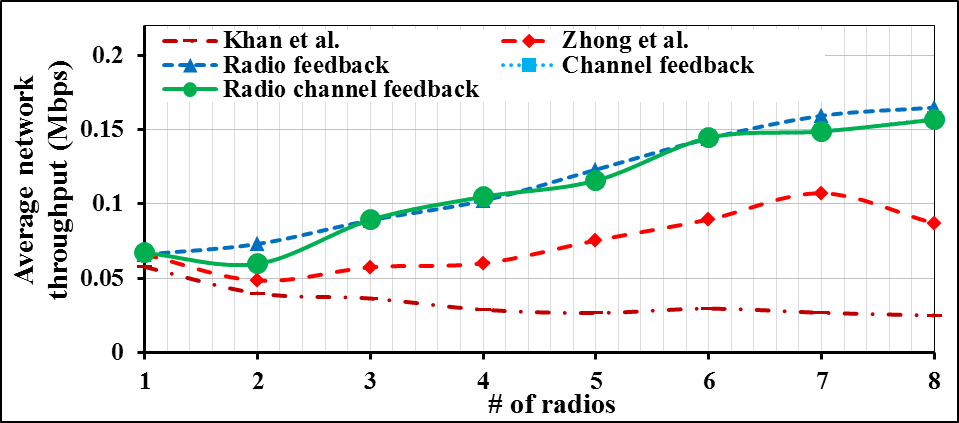 Average network
throughput (Mbps)
0.2
0.15
0.1
0.05
0
Khan et al.
Zhong et al.
Radio feedback
Channel feedback
Radio channel feedback
1 2 3 4 5 6 7 8
# of radios